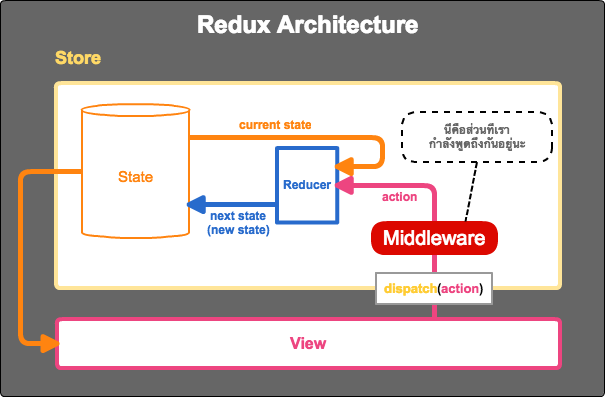 Redux Architecture
Store
current state
นี่คือส่วนที่เรา
กำลังพูดถึงกันอยู่นะ
State
Reducer
action
next state
(new state)
Middleware
dispatch(action)
View